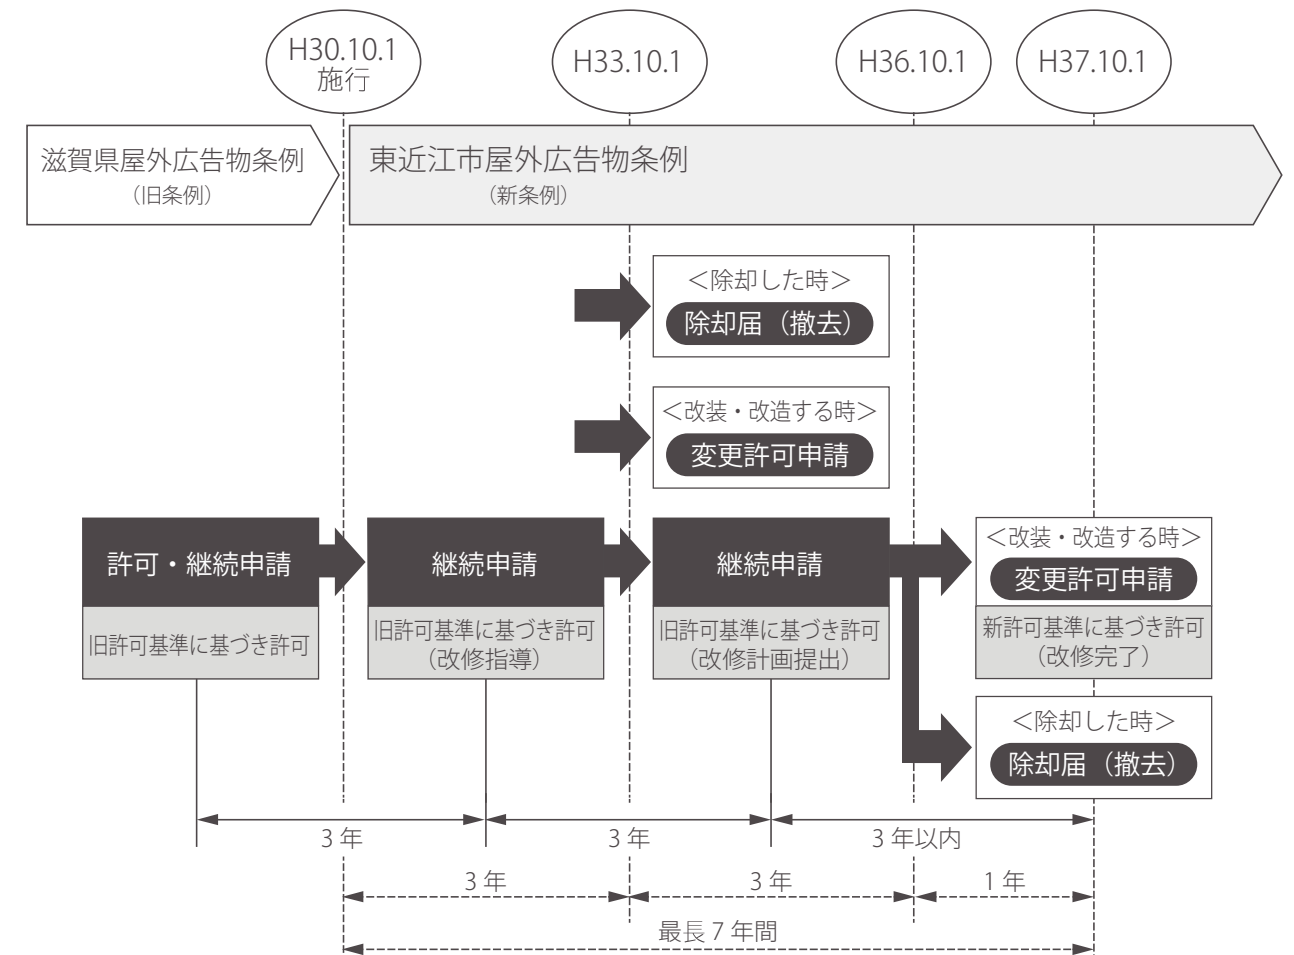 H30.10.1
施行
H33.10.1
H36.10.1
H37.10.1
滋賀県屋外広告物条例
（旧条例）
東近江市屋外広告物条例
（新条例）
＜除却した時＞
除却届（撤去）
＜改装・改造する時＞
変更許可申請
許可・継続申請
旧許可基準に基づき許可
継続申請
旧許可基準に基づき許可
（改修指導）
継続申請
旧許可基準に基づき許可
（改修計画提出）
＜改装・改造する時＞
変更許可申請
新許可基準に基づき許可
（改修完了）
＜除却した時＞
除却届（撤去）
3 年
3 年
3 年以内
3 年
3 年
1 年
最長 7 年間